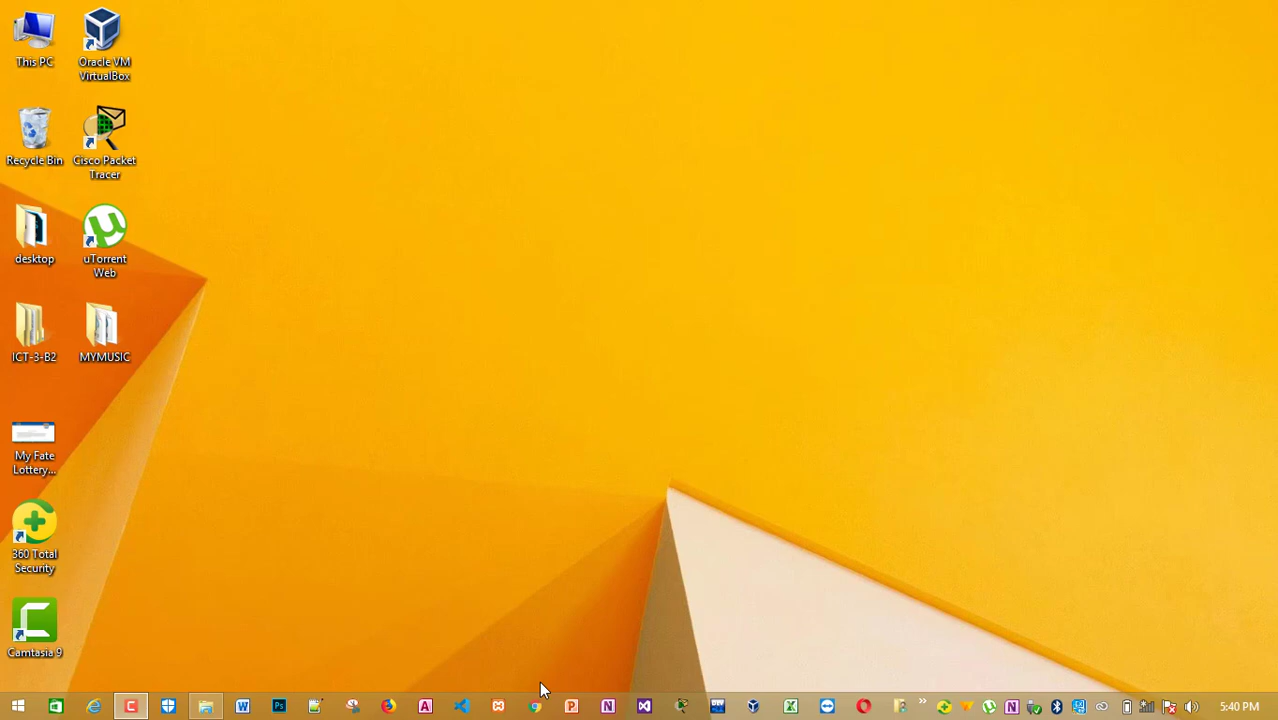 This PC
Oracle VM
VirtualBox
Recycle Bin
Cisco Packet
Tracer
desktop
uTorrent
Web
ICT-3-B2
MYMUSIC
My Fate
Lottery...
360 Total
Security
Camtasia 9
5:40 PM